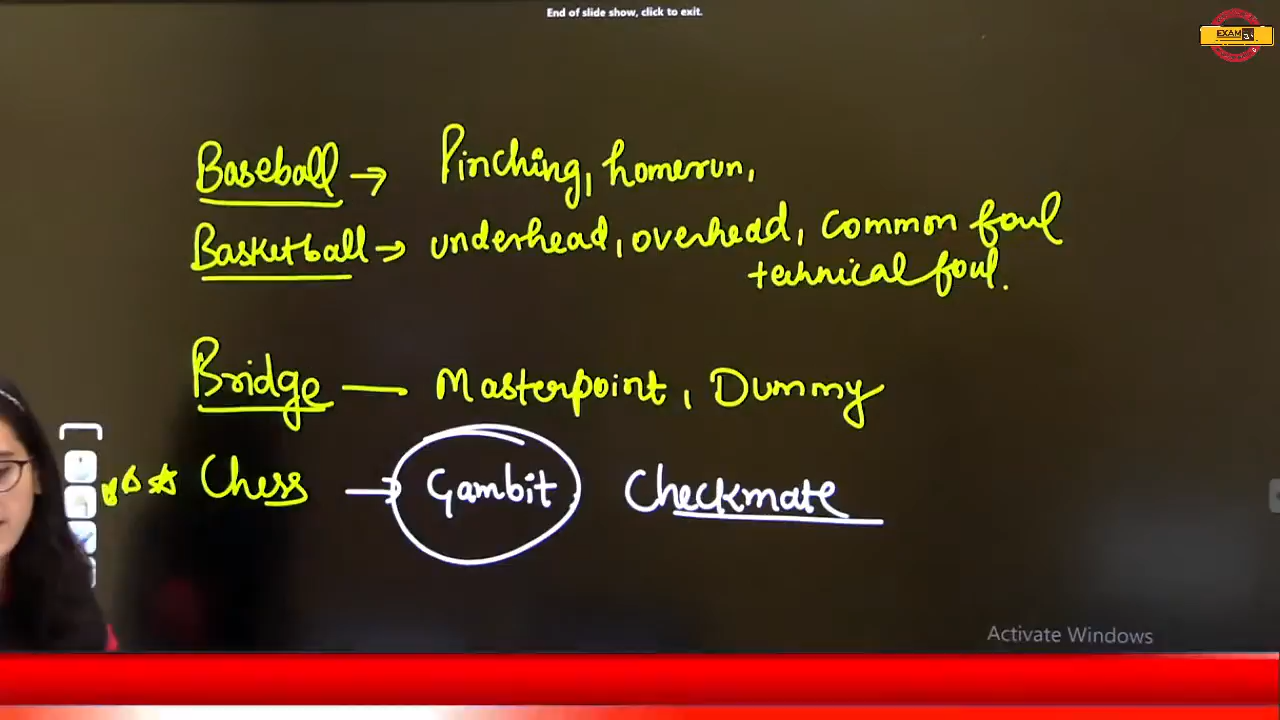 End of slide show, click to exit.
EXAM
Baseball → Pinching, homerun,
Basketball → underhead, overhead, common foul
technical foul.
Bridge — Masterpoint, Dummy
Chess → Gambit Checkmate
Activate Windows